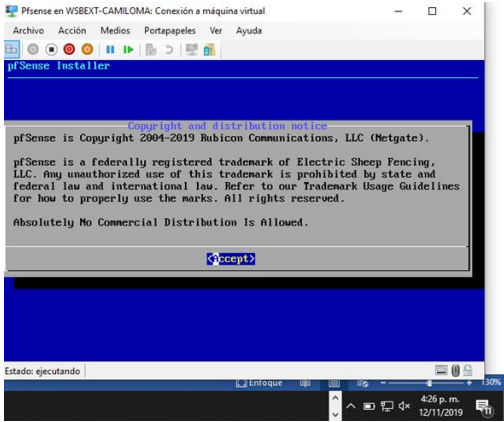 Pfsense en WSBEXT-CAMILOMA: Conexión a máquina virtual
Archivo Acción Medios Portapapeles Ver Ayuda
pfSense Installer
Copyright and distribution notice
pfSense is Copyright 2004-2019 Rubicon Communications, LLC (Netgate).
pfSense is a federally registered trademark of Electric Sheep Fencing,
LLC. Any unauthorized use of this trademark is prohibited by state and
federal law and international law. Refer to our Trademark Usage Guidelines
for how to properly use the marks. All rights reserved.
Absolutely No Commercial Distribution Is Allowed.
<Accept>
Estado: ejecutando
Enfoque
130%
4:26 p. m.
12/11/2019